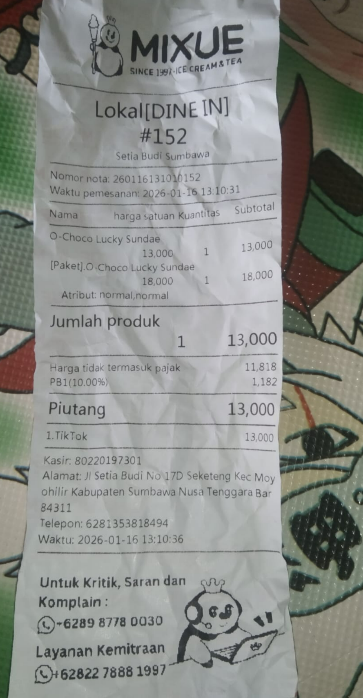 MIXUE
SINCE 1997·ICE CREAM&TEA
Lokal[DINE IN]
#152
Setia Budi Sumbawa
Nomor nota: 260116131010152
Waktu pemesanan: 2026-01-16 13:10:31
Nama harga satuan Kuantitas Subtotal
O-Choco Lucky Sundae
13,000 1 13,000
[Paket].O-Choco Lucky Sundae
18,000 1 18,000
Atribut: normal,normal
Jumlah produk
1 13,000
Harga tidak termasuk pajak 11,818
PB1(10.00%) 1,182
Piutang 13,000
1.TikTok 13,000
Kasir: 80220197301
Alamat: Jl Setia Budi No 17D Seketeng Kec Moy
ohilir Kabupaten Sumbawa Nusa Tenggara Bar
84311
Telepon: 6281353818494
Waktu: 2026-01-16 13:10:36
Untuk Kritik, Saran dan
Komplain :
+6289 8778 0030
Layanan Kemitraan
+62822 7888 1997